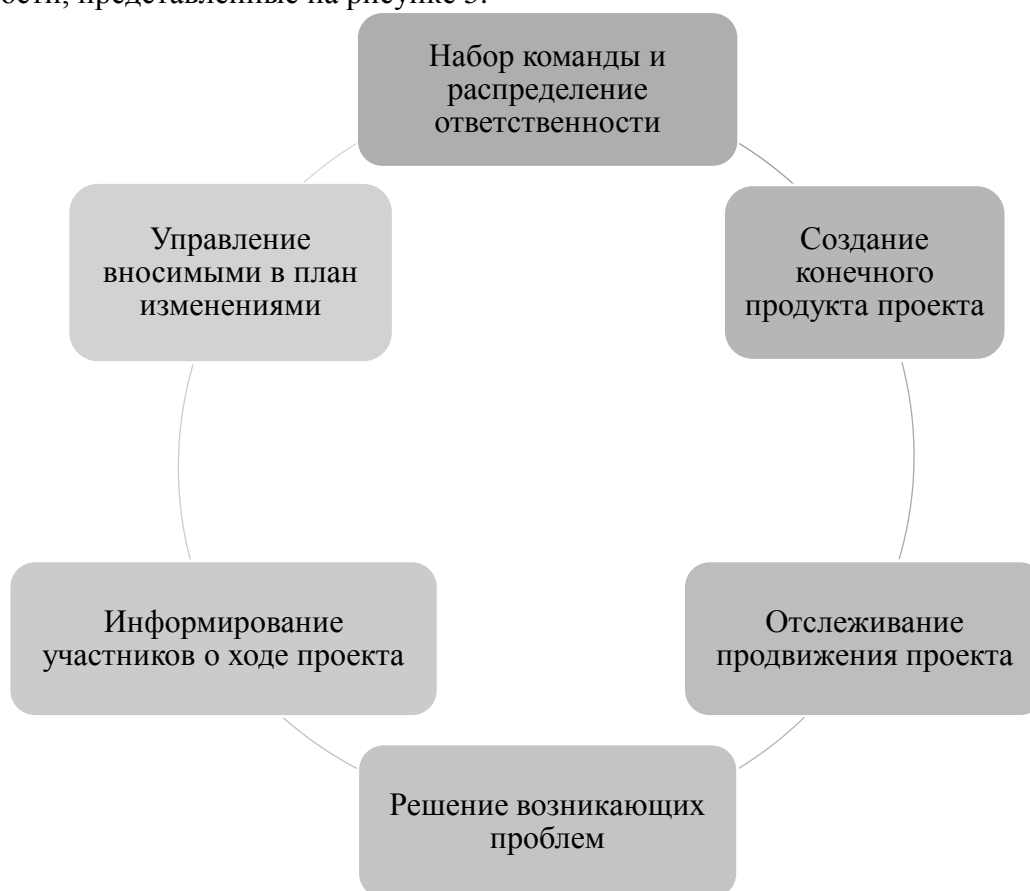 ости, представленные на рисунке 3.
Набор команды и
распределение
ответственности
Создание
конечного
продукта проекта
Отслеживание
продвижения проекта
Решение возникающих
проблем
Информирование
участников о ходе проекта
Управление
вносимыми в план
изменениями